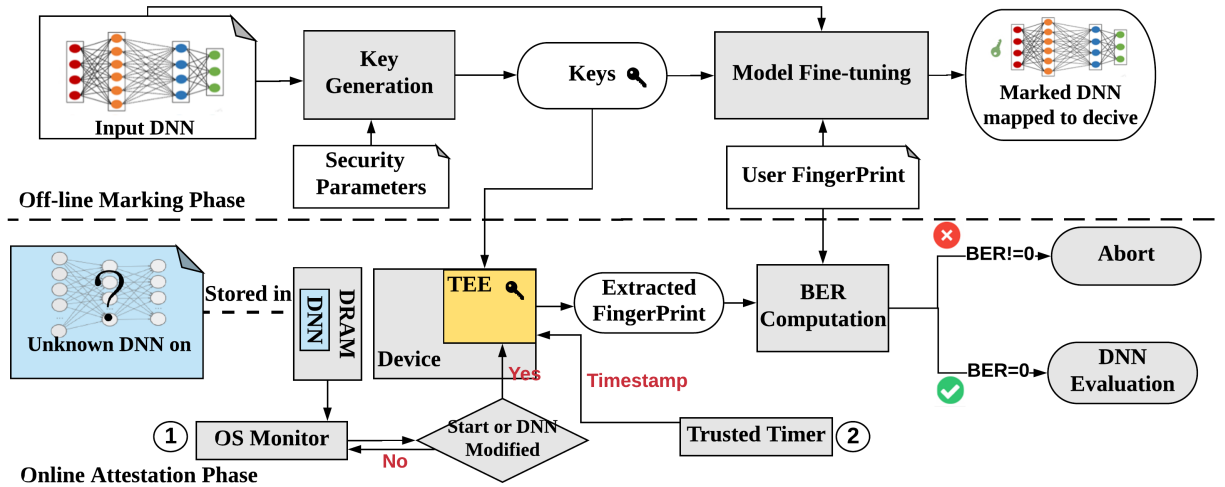 Input DNN
Key
Generation
Keys
Model Fine-tuning
Marked DNN
mapped to decive
Security
Parameters
User FingerPrint
Off-line Marking Phase
?
Unknown DNN on
Stored in
DNN
DRAM
TEE
Device
Extracted
FingerPrint
BER
Computation
BER!=0
Abort
BER=0
DNN
Evaluation
Yes
Timestamp
1
OS Monitor
Start or DNN
Modified
No
Trusted Timer
2
Online Attestation Phase